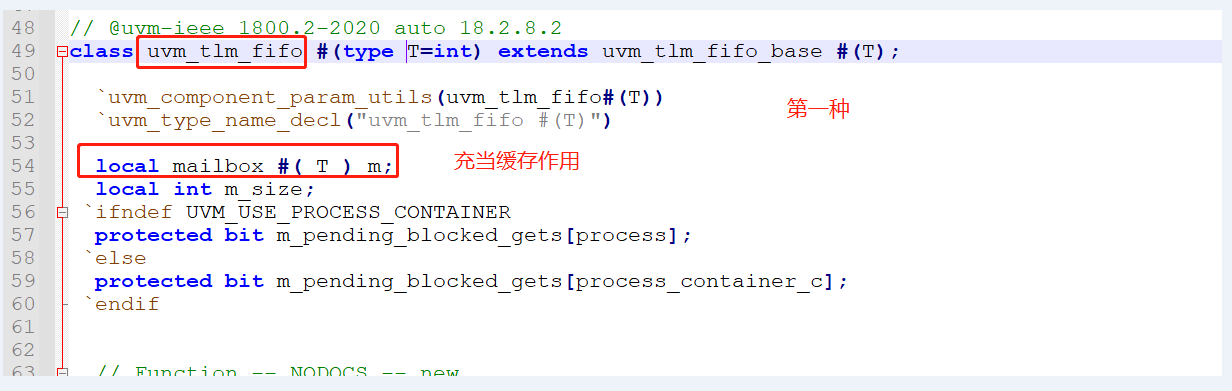 48 // @uvm-ieee 1800.2-2020 auto 18.2.8.2
49 class uvm_tlm_fifo #(type T=int) extends uvm_tlm_fifo_base #(T);
50
51 `uvm_component_param_utils(uvm_tlm_fifo#(T))
第一种
52 `uvm_type_name_decl("uvm_tlm_fifo #(T)")
53
54 local mailbox #( T ) m;
充当缓存作用
55 local int m_size;
56 `ifndef UVM_USE_PROCESS_CONTAINER
57 protected bit m_pending_blocked_gets[process];
58 `else
59 protected bit m_pending_blocked_gets[process_container_c];
60 `endif
61
62
63 // Function -- NODOCS -- new